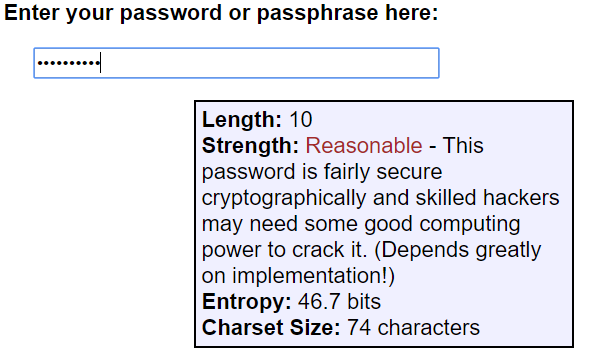 Enter your password or passphrase here:
••••••••••
Length: 10
Strength: Reasonable - This
password is fairly secure
cryptographically and skilled hackers
may need some good computing
power to crack it. (Depends greatly
on implementation!)
Entropy: 46.7 bits
Charset Size: 74 characters